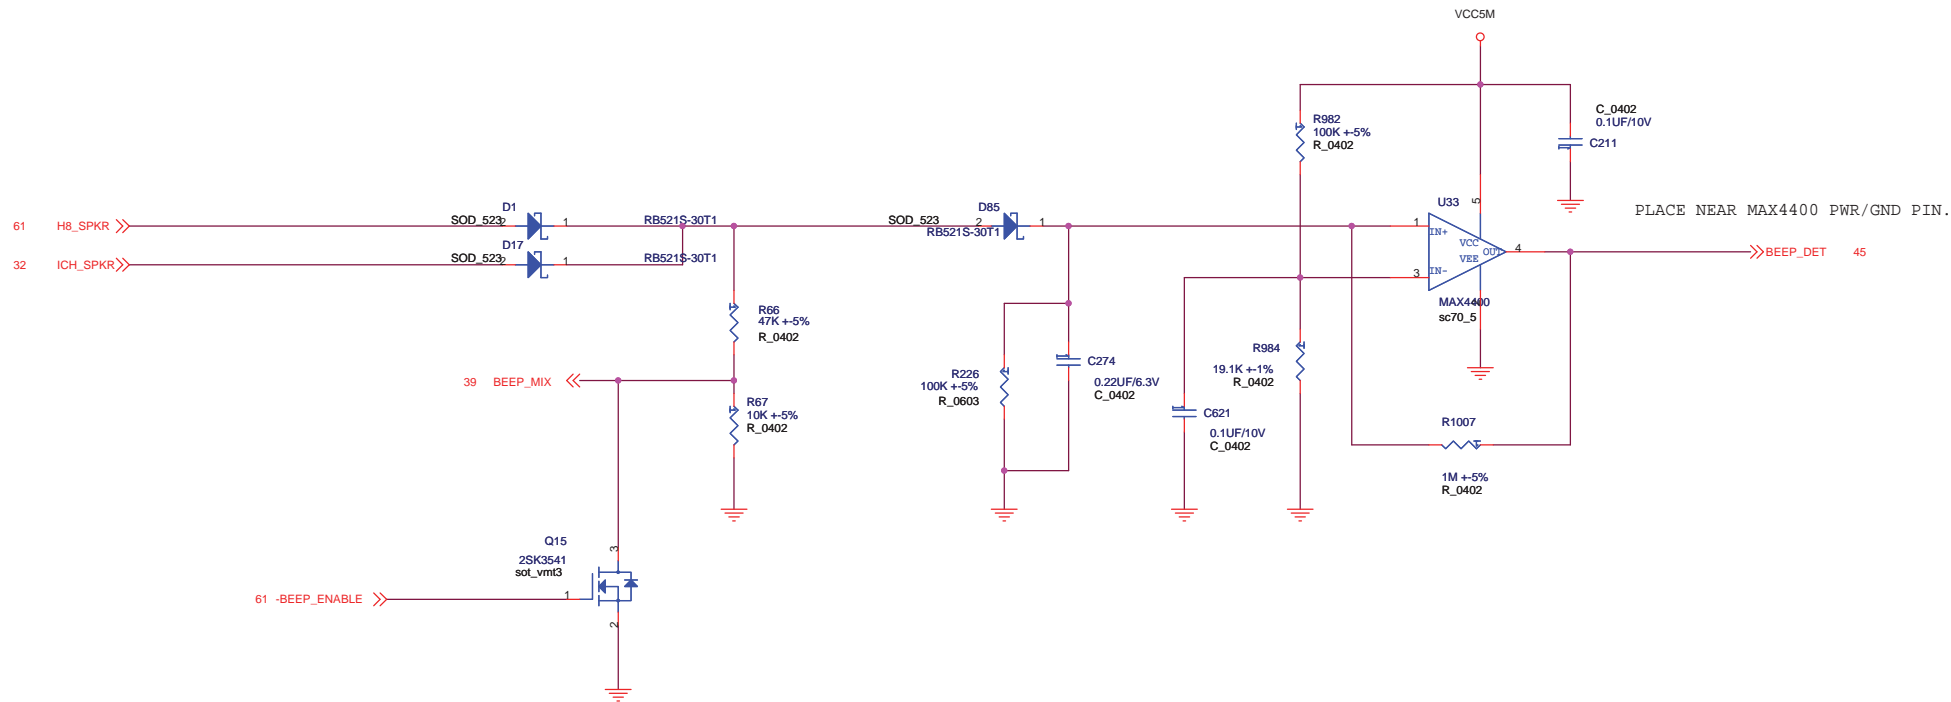 VCC5M
C_0402
0.1UF/10V
C211
R982
100K +-5%
R_0402
D1
SOD_523
2
1
RB521S-30T1
D85
SOD_523
2
1
RB521S-30T1
U33
5
1
IN+
VCC
VEE
OUT
4
3
IN-
MAX4400
sc70_5
PLACE NEAR MAX4400 PWR/GND PIN.
61 H8_SPKR
32 ICH_SPKR
D17
SOD_523
2
1
RB521S-30T1
BEEP_DET 45
R66
47K +-5%
R_0402
R984
19.1K +-1%
R_0402
C274
0.22UF/6.3V
C_0402
R226
100K +-5%
R_0603
39 BEEP_MIX
R67
10K +-5%
R_0402
C621
0.1UF/10V
C_0402
R1007
1M +-5%
R_0402
Q15
2SK3541
sot_vmt3
3
1
2
61 -BEEP_ENABLE